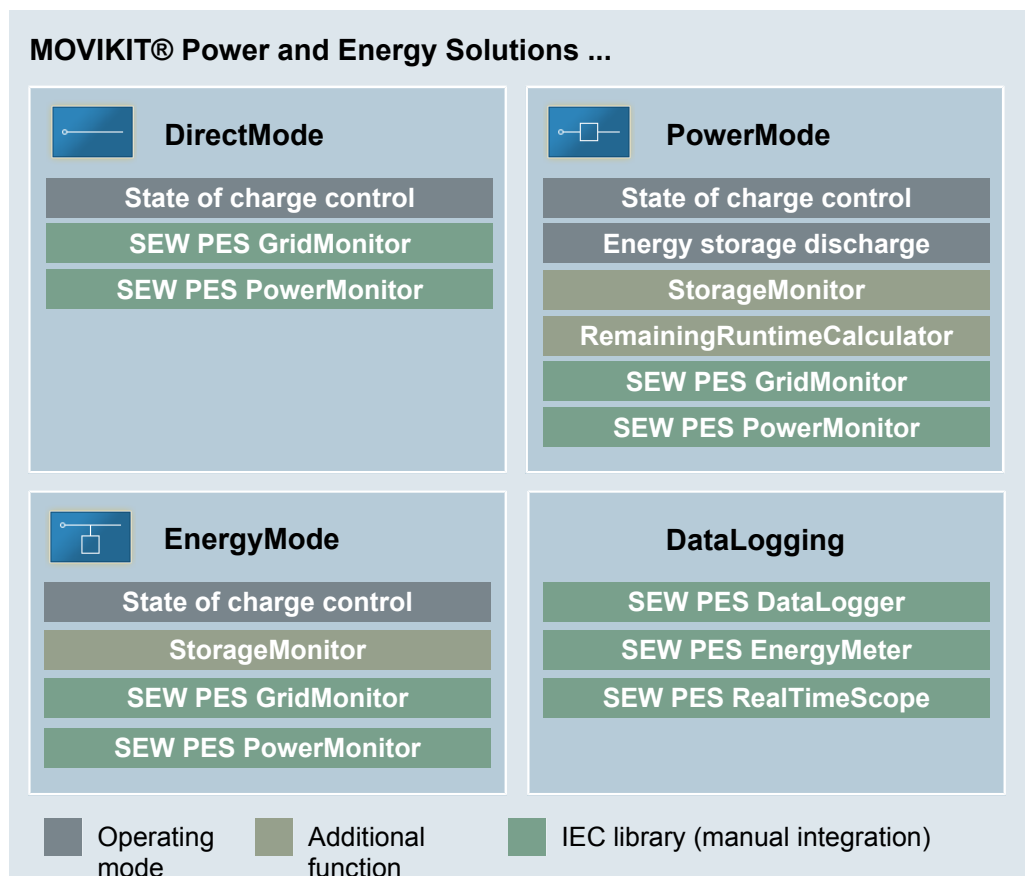 MOVIKIT® Power and Energy Solutions ...
DirectMode
State of charge control
SEW PES GridMonitor
SEW PES PowerMonitor
PowerMode
State of charge control
Energy storage discharge
StorageMonitor
RemainingRuntimeCalculator
SEW PES GridMonitor
SEW PES PowerMonitor
EnergyMode
State of charge control
StorageMonitor
SEW PES GridMonitor
SEW PES PowerMonitor
DataLogging
SEW PES DataLogger
SEW PES EnergyMeter
SEW PES RealTimeScope
Operating
mode
Additional
function
IEC library (manual integration)